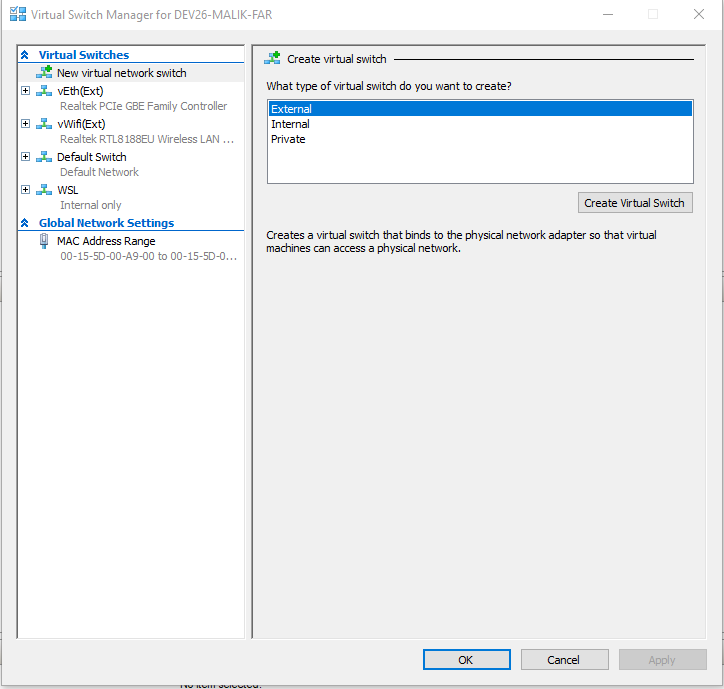 Virtual Switch Manager for DEV26-MALIK-FAR
Virtual Switches
New virtual network switch
vEth(Ext)
Realtek PCIe GBE Family Controller
vWifi(Ext)
Realtek RTL8188EU Wireless LAN ...
Default Switch
Default Network
WSL
Internal only
Global Network Settings
MAC Address Range
00-15-5D-00-A9-00 to 00-15-5D-0...
Create virtual switch
What type of virtual switch do you want to create?
External
Internal
Private
Create Virtual Switch
Creates a virtual switch that binds to the physical network adapter so that virtual
machines can access a physical network.
OK
Cancel
Apply
No item selected.